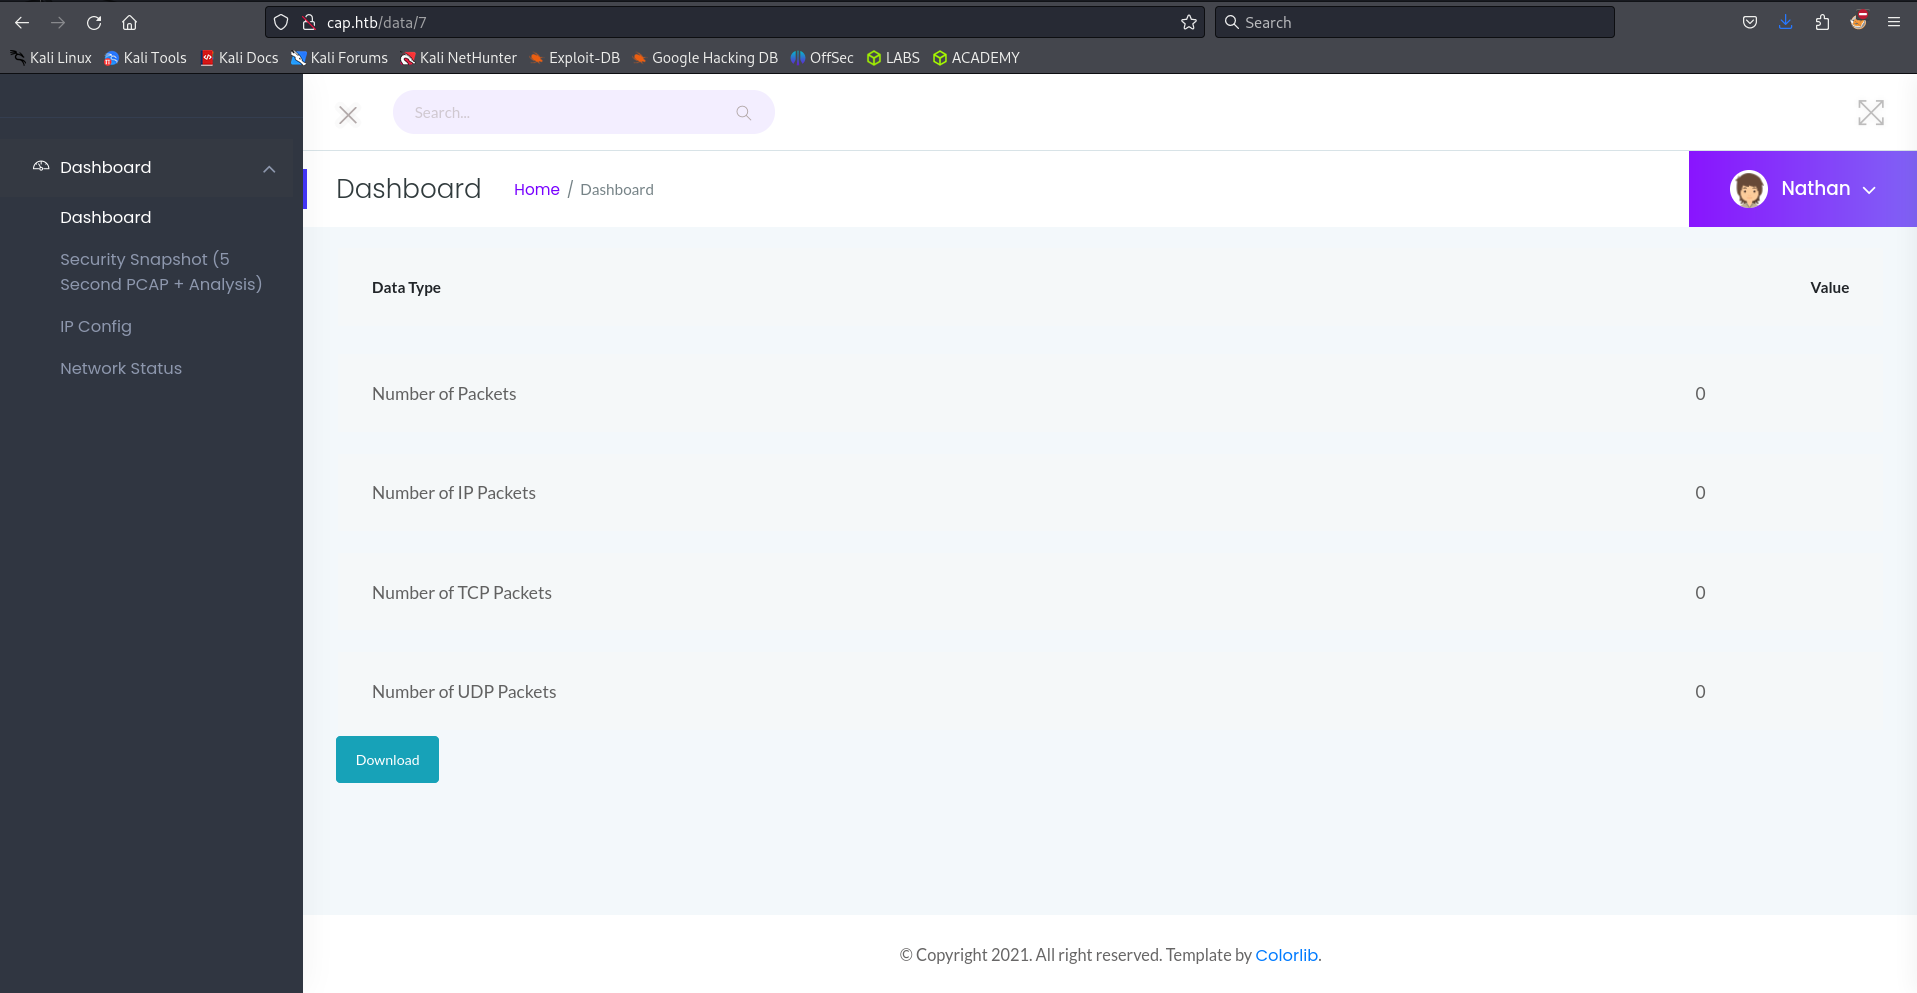 cap.htb/data/7
Search
Kali Linux Kali Tools Kali Docs Kali Forums Kali NetHunter Exploit-DB Google Hacking DB OffSec LABS ACADEMY
Search...
Dashboard
Dashboard
Security Snapshot (5
Second PCAP + Analysis)
IP Config
Network Status
Dashboard Home / Dashboard
Nathan
Data Type Value
Number of Packets 0
Number of IP Packets 0
Number of TCP Packets 0
Number of UDP Packets 0
Download
© Copyright 2021. All right reserved. Template by Colorlib.